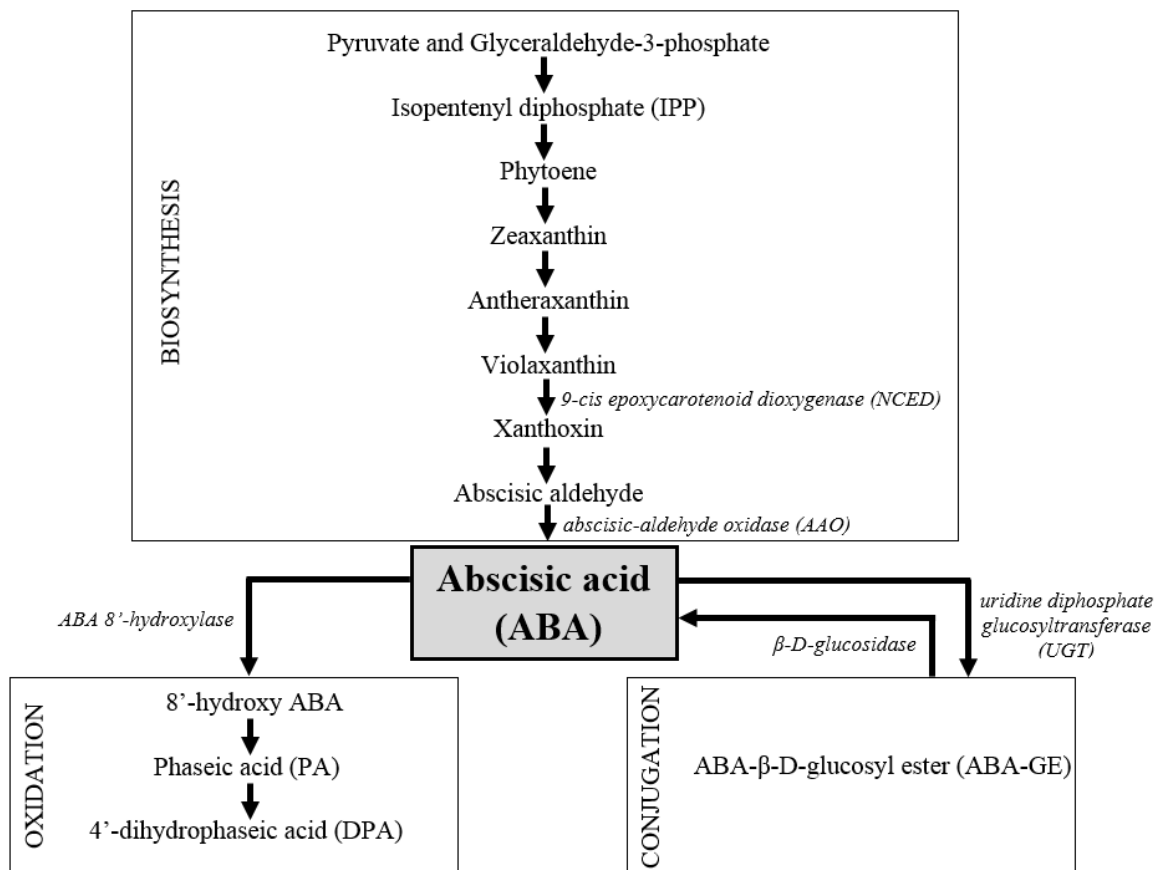 BIOSYNTHESIS
Pyruvate and Glyceraldehyde-3-phosphate
Isopentenyl diphosphate (IPP)
Phytoene
Zeaxanthin
Antheraxanthin
Violaxanthin
9-cis epoxycarotenoid dioxygenase (NCED)
Xanthoxin
Abscisic aldehyde
abscisic-aldehyde oxidase (AAO)
Abscisic acid
(ABA)
ABA 8’-hydroxylase
β-D-glucosidase
uridine diphosphate
glucosyltransferase
(UGT)
OXIDATION
8’-hydroxy ABA
Phaseic acid (PA)
4’-dihydrophaseic acid (DPA)
CONJUGATION
ABA-β-D-glucosyl ester (ABA-GE)